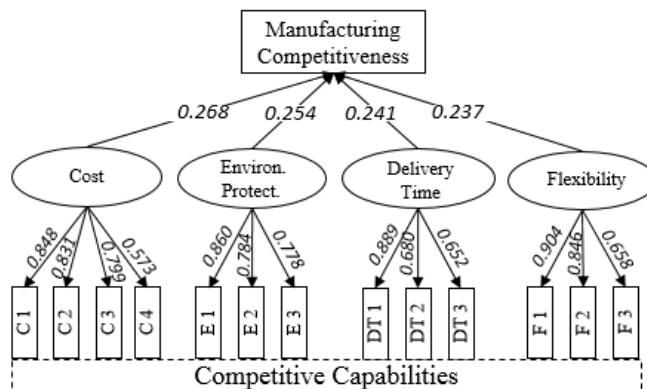 Manufacturing
Competitiveness
0.268 0.254 0.241 0.237
Cost
Environ.
Protect.
Delivery
Time
Flexibility
0.848 0.831 0.799 0.573 0.860 0.784 0.778 0.889 0.680 0.652 0.904 0.846 0.658
C 1 C 2 C 3 C 4 E 1 E 2 E 3 DT 1 DT 2 DT 3 F 1 F 2 F 3
Competitive Capabilities